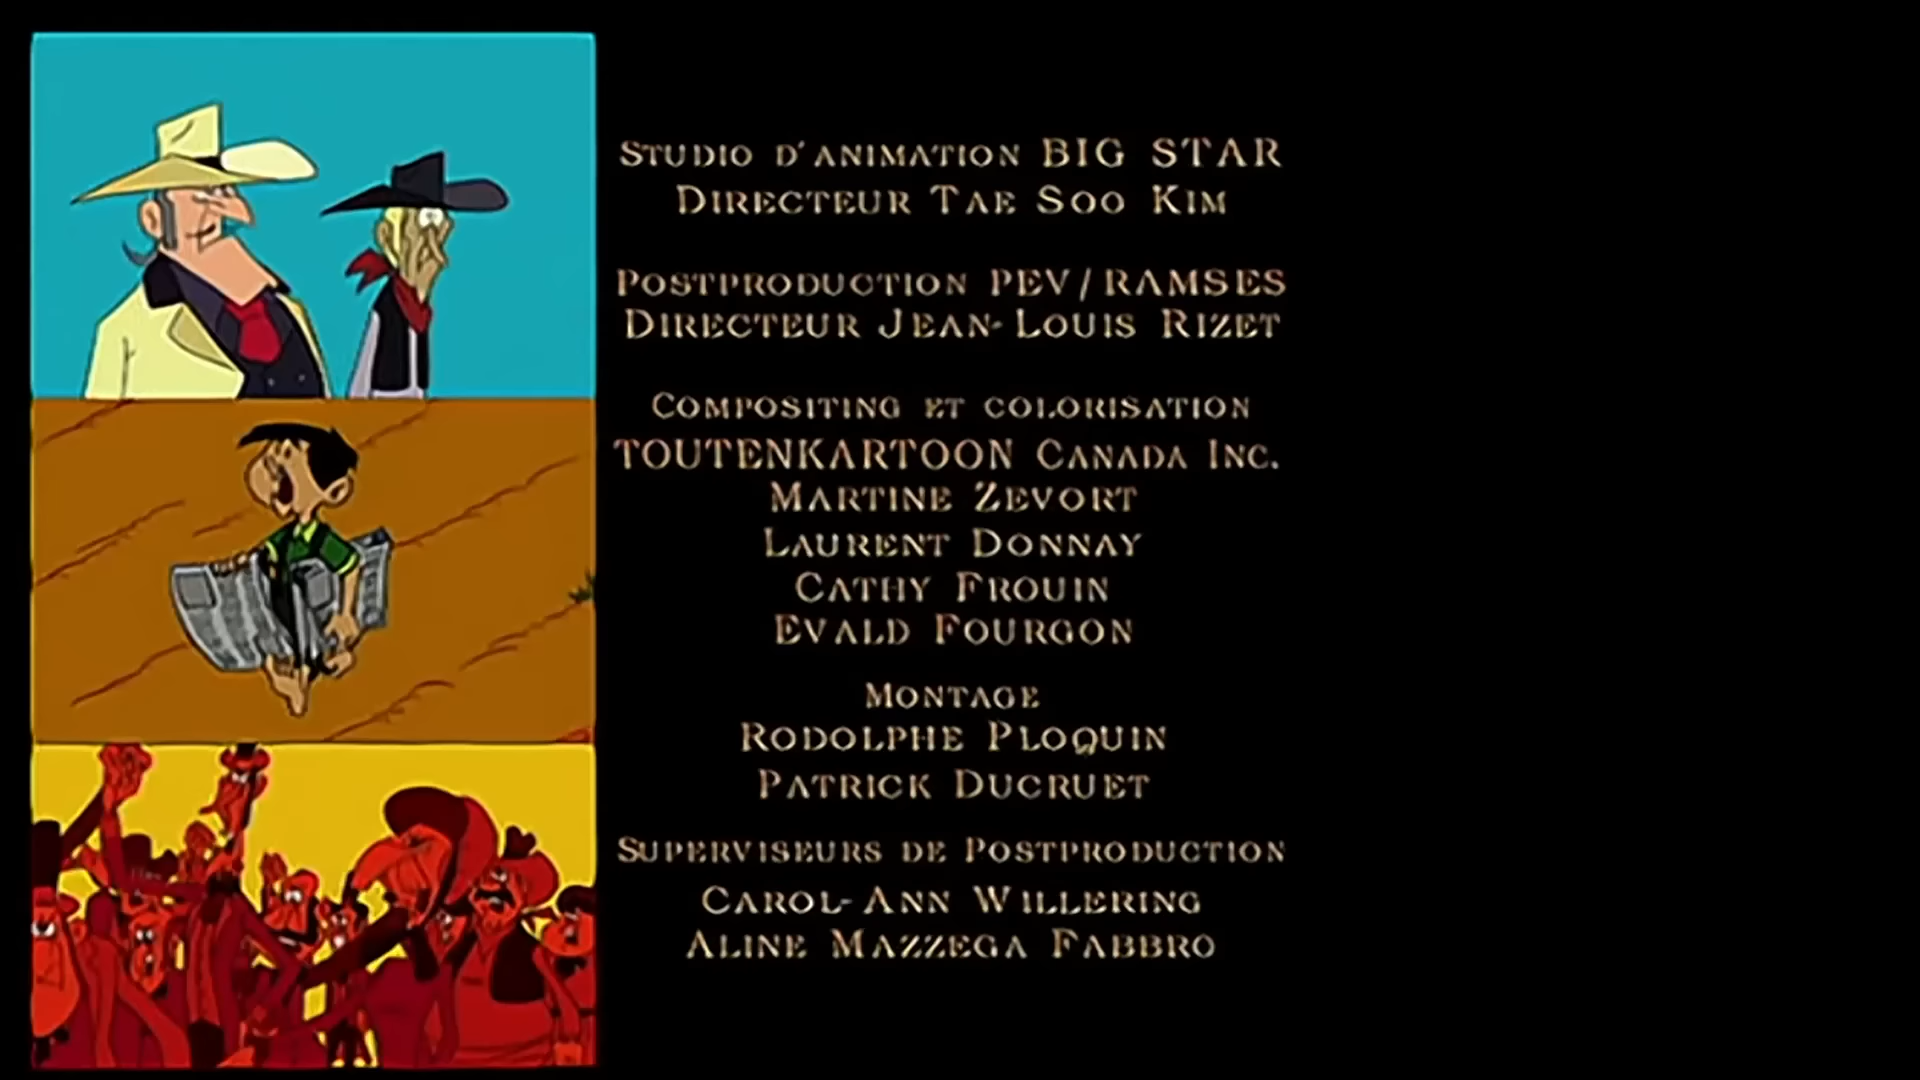 Studio d'animation BIG STAR
Directeur Tae Soo Kim
Postproduction PEV/RAMSES
Directeur Jean-Louis Rizet
Compositing et colorisation
TOUTENKARTOON Canada Inc.
Martine Zevort
Laurent Donnay
Cathy Frouin
Evald Fourgon
Montage
Rodolphe Ploquin
Patrick Ducruet
Superviseurs de Postproduction
Carol-Ann Willering
Aline Mazzega Fabbro